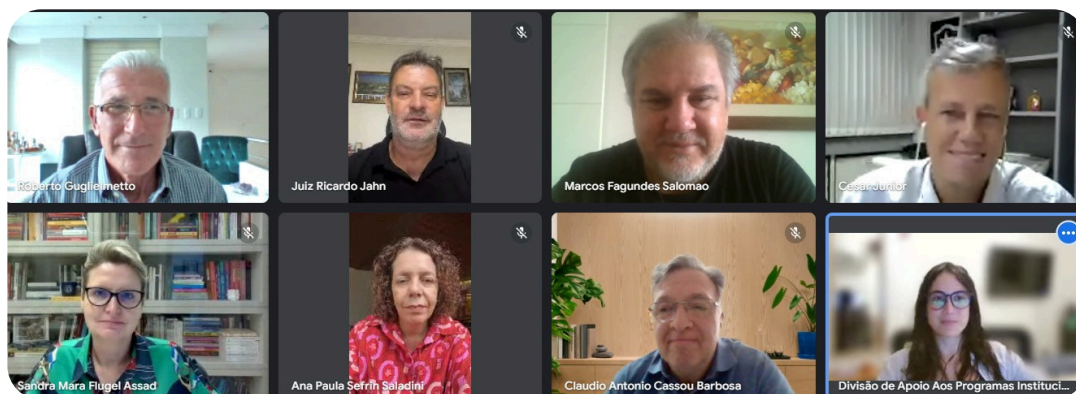 Roberto Guglielmetto
Juiz Ricardo Jahn
Marcos Fagundes Salomao
Cesar Junior
Sandra Mara Flugel Assad
Ana Paula Sefrin Saladini
Claudio Antonio Cassou Barbosa
Divisão de Apoio Aos Programas Instituci...